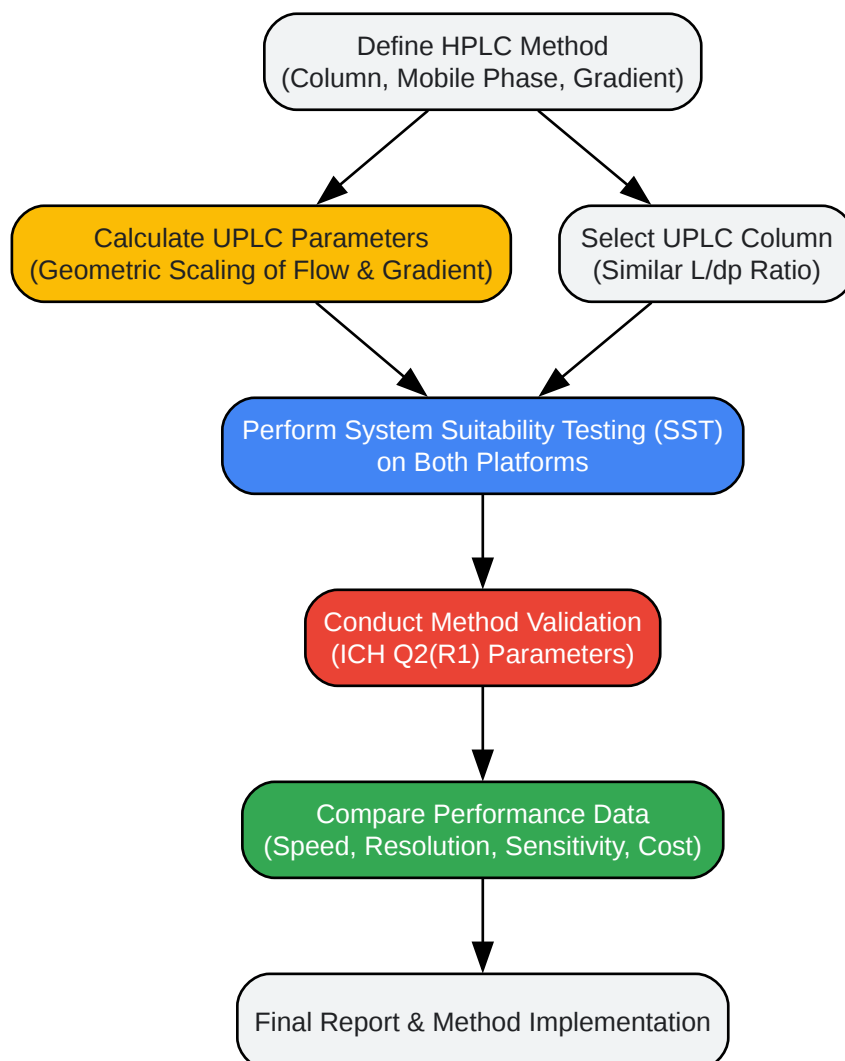 Define HPLC Method
(Column, Mobile Phase, Gradient)
Calculate UPLC Parameters
(Geometric Scaling of Flow & Gradient)
Select UPLC Column
(Similar L/dp Ratio)
Perform System Suitability Testing (SST)
on Both Platforms
Conduct Method Validation
(ICH Q2(R1) Parameters)
Compare Performance Data
(Speed, Resolution, Sensitivity, Cost)
Final Report & Method Implementation